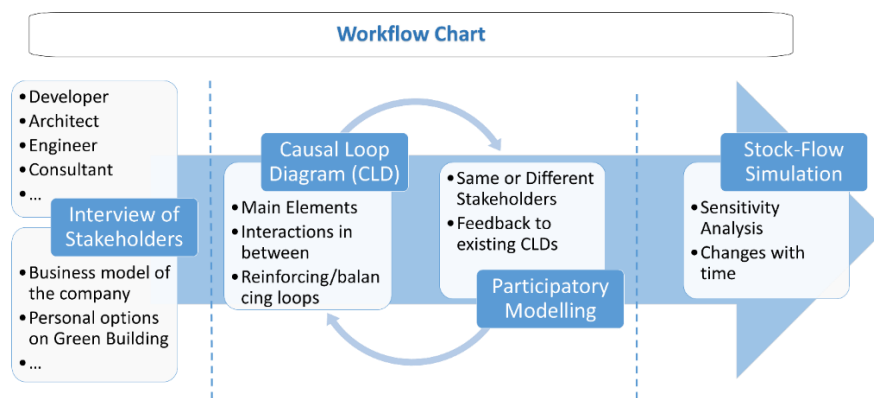 Workflow Chart
•Developer
•Architect
•Engineer
•Consultant
•...
Interview of
Stakeholders
•Business model of
the company
•Personal options
on Green Building
•...
Causal Loop
Diagram (CLD)
•Main Elements
•Interactions in
between
•Reinforcing/balan
cing loops
•Same or Different
Stakeholders
•Feedback to
existing CLDs
Participatory
Modelling
Stock-Flow
Simulation
•Sensitivity
Analysis
•Changes with
time